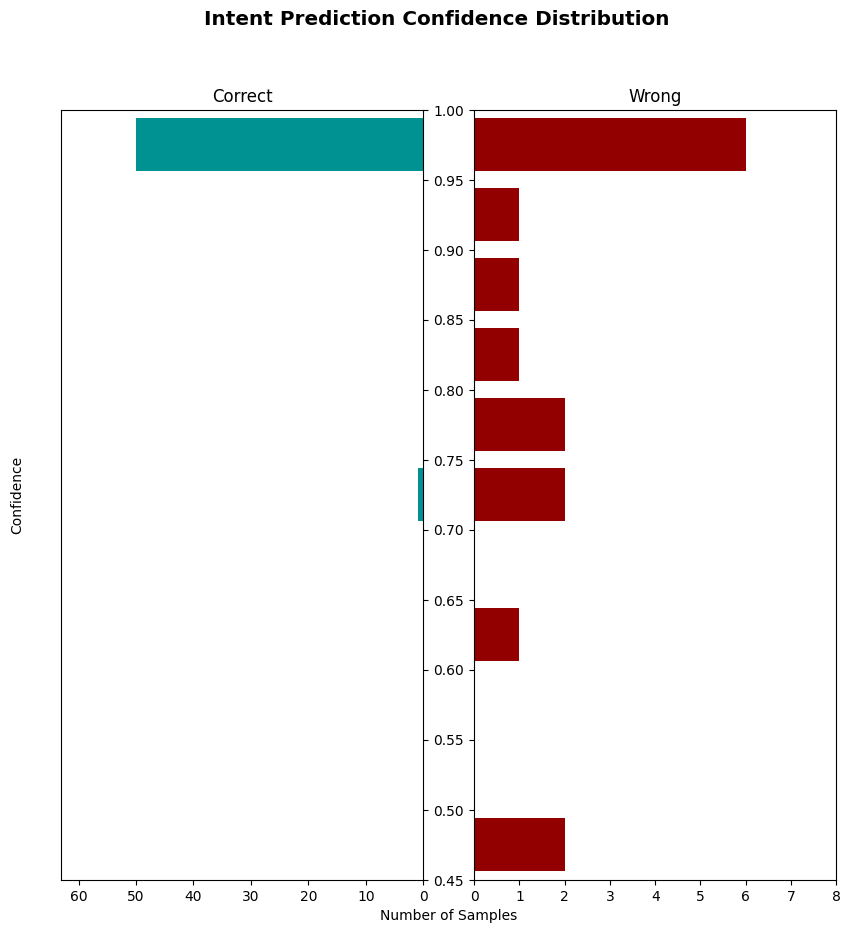 Intent Prediction Confidence Distribution
Correct
Wrong
1.00
0.95
0.90
0.85
0.80
0.75
0.70
0.65
0.60
0.55
0.50
0.45
Confidence
60 50 40 30 20 10 0
0 1 2 3 4 5 6 7 8
Number of Samples